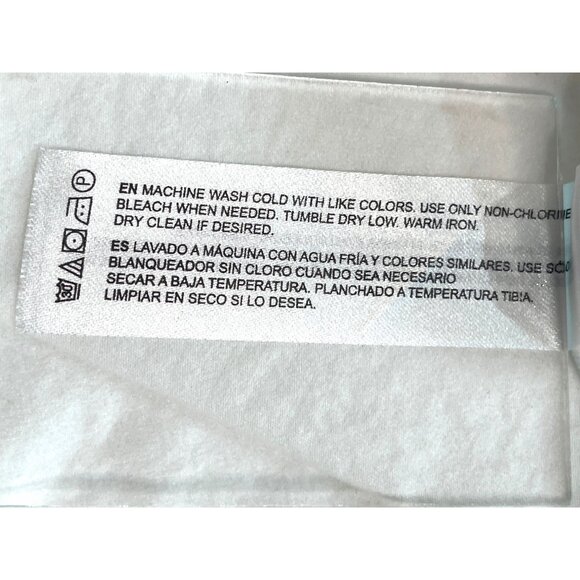 EN MACHINE WASH COLD WITH LIKE COLORS. USE ONLY NON-CHLORINE
BLEACH WHEN NEEDED. TUMBLE DRY LOW. WARM IRON.
DRY CLEAN IF DESIRED.
ES LAVADO A MÁQUINA CON AGUA FRÍA Y COLORES SIMILARES. USE SÓLO
BLANQUEADOR SIN CLORO CUANDO SEA NECESARIO
SECAR A BAJA TEMPERATURA. PLANCHADO A TEMPERATURA TIBIA.
LIMPIAR EN SECO SI LO DESEA.
30
P